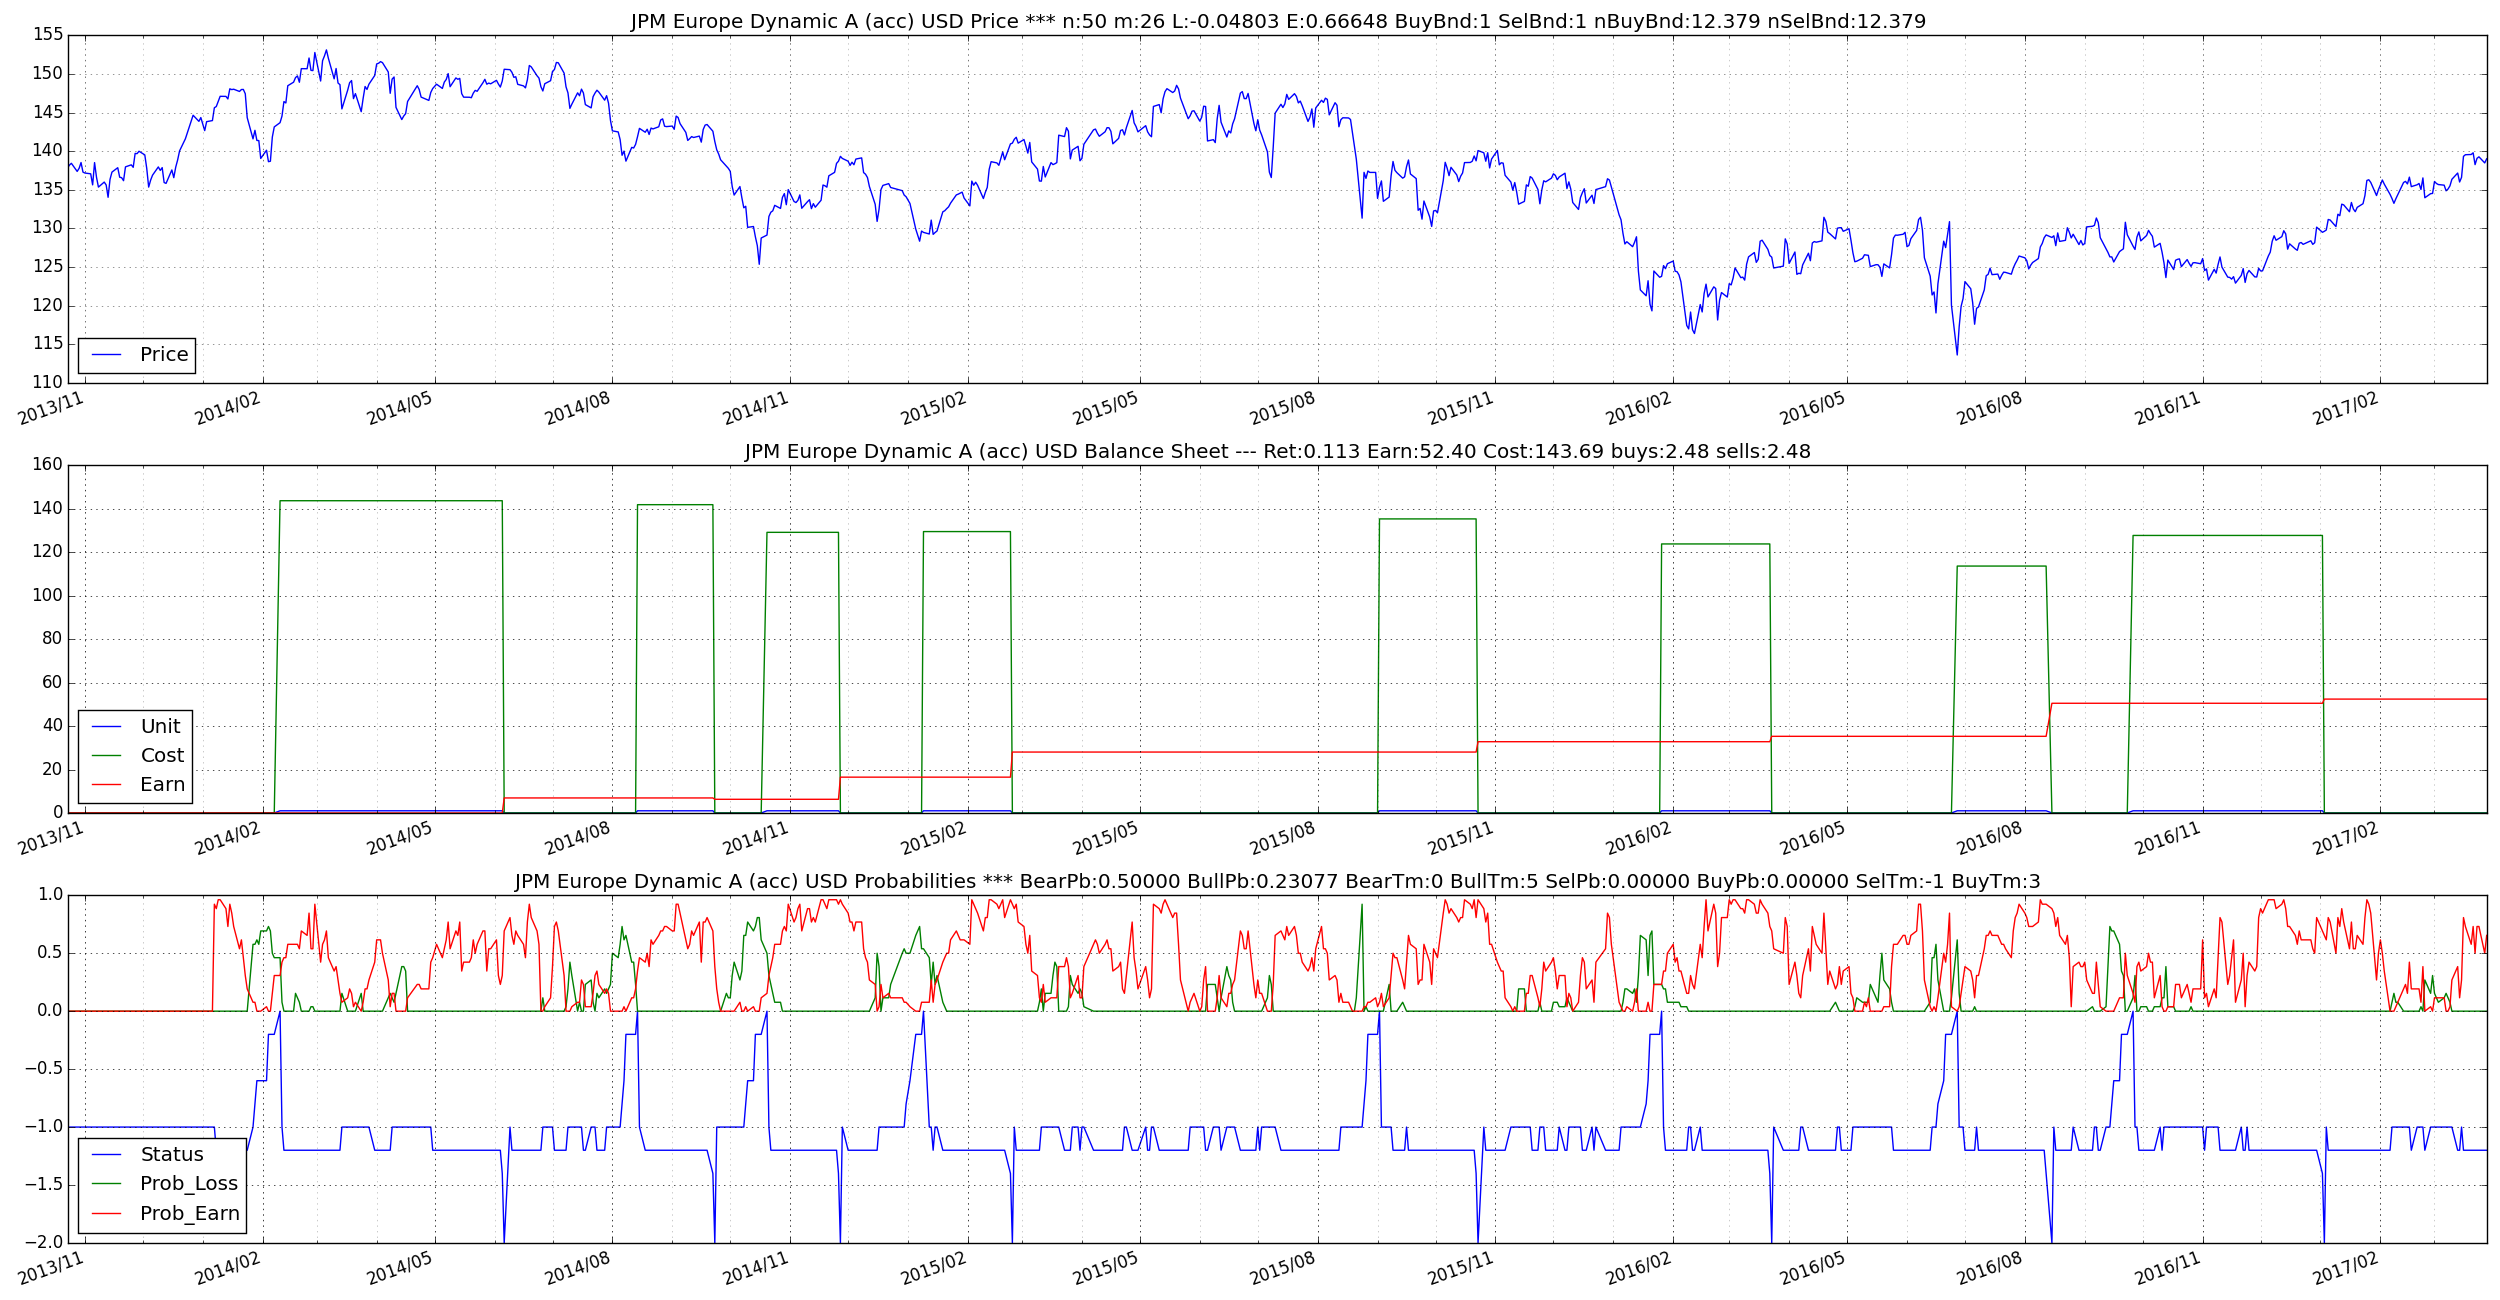 JPM Europe Dynamic A (acc) USD Price *** n:50 m:26 L:-0.04803 E:0.66648 BuyBnd:1 SelBnd:1 nBuyBnd:12.379 nSelBnd:12.379
155
150
145
140
135
130
125
120
115
110
Price
2013/11 2014/02 2014/05 2014/08 2014/11 2015/02 2015/05 2015/08 2015/11 2016/02 2016/05 2016/08 2016/11 2017/02
JPM Europe Dynamic A (acc) USD Balance Sheet --- Ret:0.113 Earn:52.40 Cost:143.69 buys:2.48 sells:2.48
160
140
120
100
80
60
40
20
0
Unit
Cost
Earn
2013/11 2014/02 2014/05 2014/08 2014/11 2015/02 2015/05 2015/08 2015/11 2016/02 2016/05 2016/08 2016/11 2017/02
JPM Europe Dynamic A (acc) USD Probabilities *** BearPb:0.50000 BullPb:0.23077 BearTm:0 BullTm:5 SelPb:0.00000 BuyPb:0.00000 SelTm:-1 BuyTm:3
1.0
0.5
0.0
−0.5
−1.0
−1.5
−2.0
Status
Prob_Loss
Prob_Earn
2013/11 2014/02 2014/05 2014/08 2014/11 2015/02 2015/05 2015/08 2015/11 2016/02 2016/05 2016/08 2016/11 2017/02